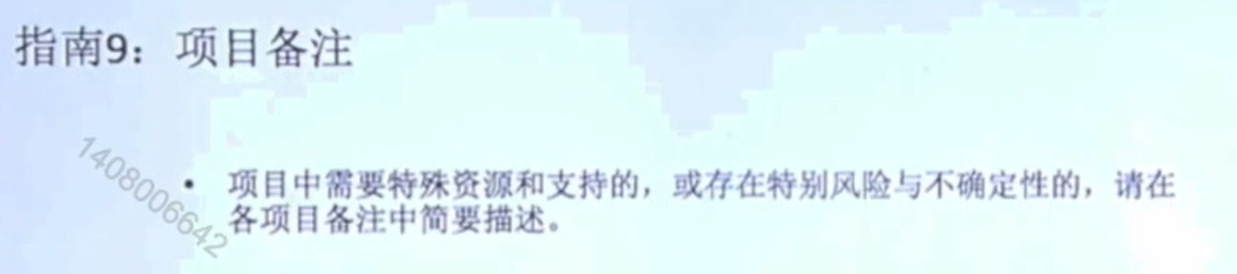 指南9：项目备注
1408006642
• 项目中需要特殊资源和支持的，或存在特别风险与不确定性的，请在
各项目备注中简要描述。